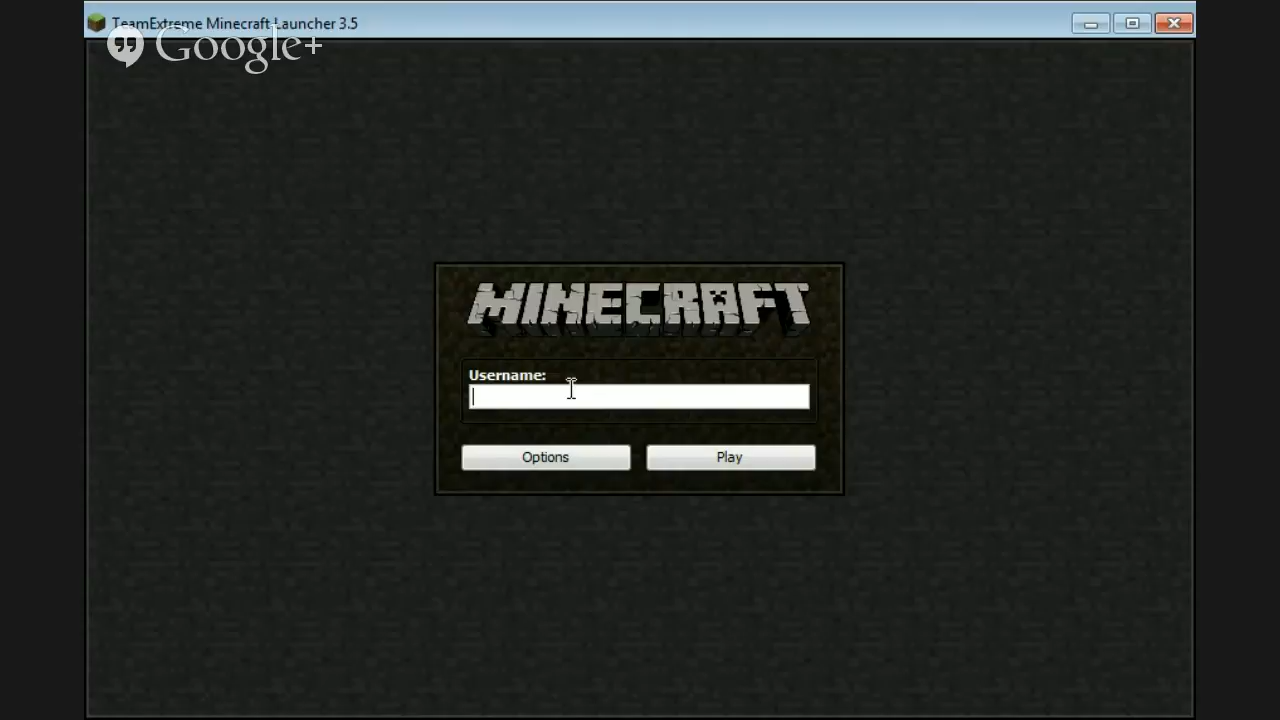 TeamExtreme Minecraft Launcher 3.5
Google+
MINECRAFT
Username:
Options
Play